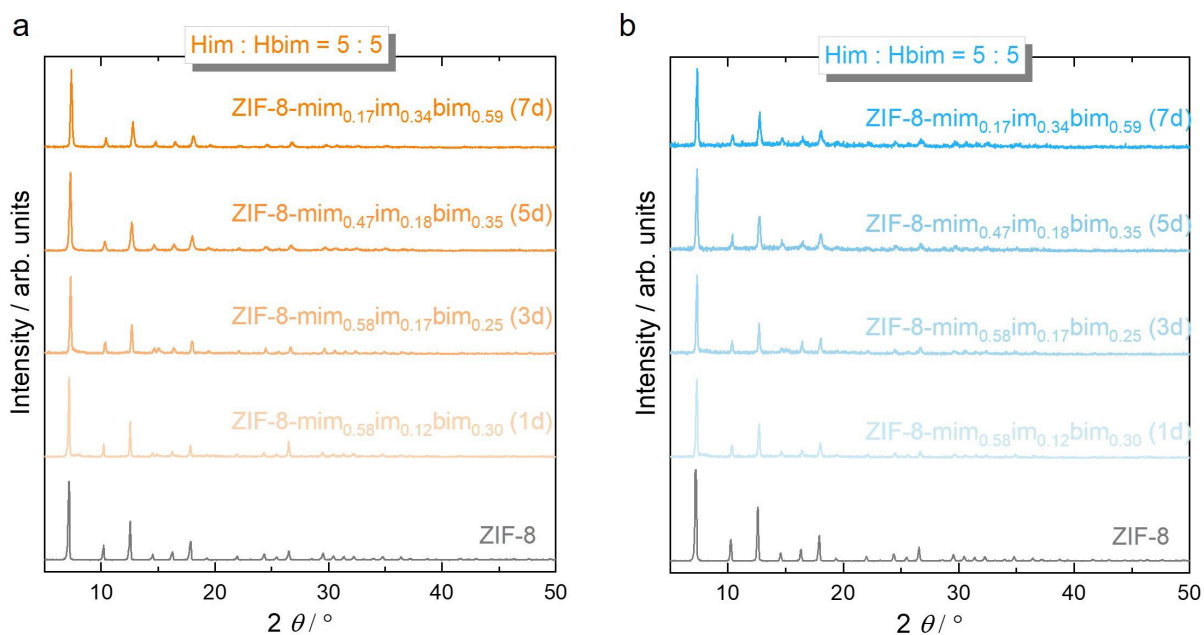 a
Him : Hbim = 5 : 5
ZIF-8-mim0.17im0.34bim0.59 (7d)
ZIF-8-mim0.47im0.18bim0.35 (5d)
ZIF-8-mim0.58im0.17bim0.25 (3d)
ZIF-8-mim0.58im0.12bim0.30 (1d)
ZIF-8
Intensity / arb. units
10 20 30 40 50
2 θ / °
b
Him : Hbim = 5 : 5
ZIF-8-mim0.17im0.34bim0.59 (7d)
ZIF-8-mim0.47im0.18bim0.35 (5d)
ZIF-8-mim0.58im0.17bim0.25 (3d)
ZIF-8-mim0.58im0.12bim0.30 (1d)
ZIF-8
Intensity / arb. units
10 20 30 40 50
2 θ / °